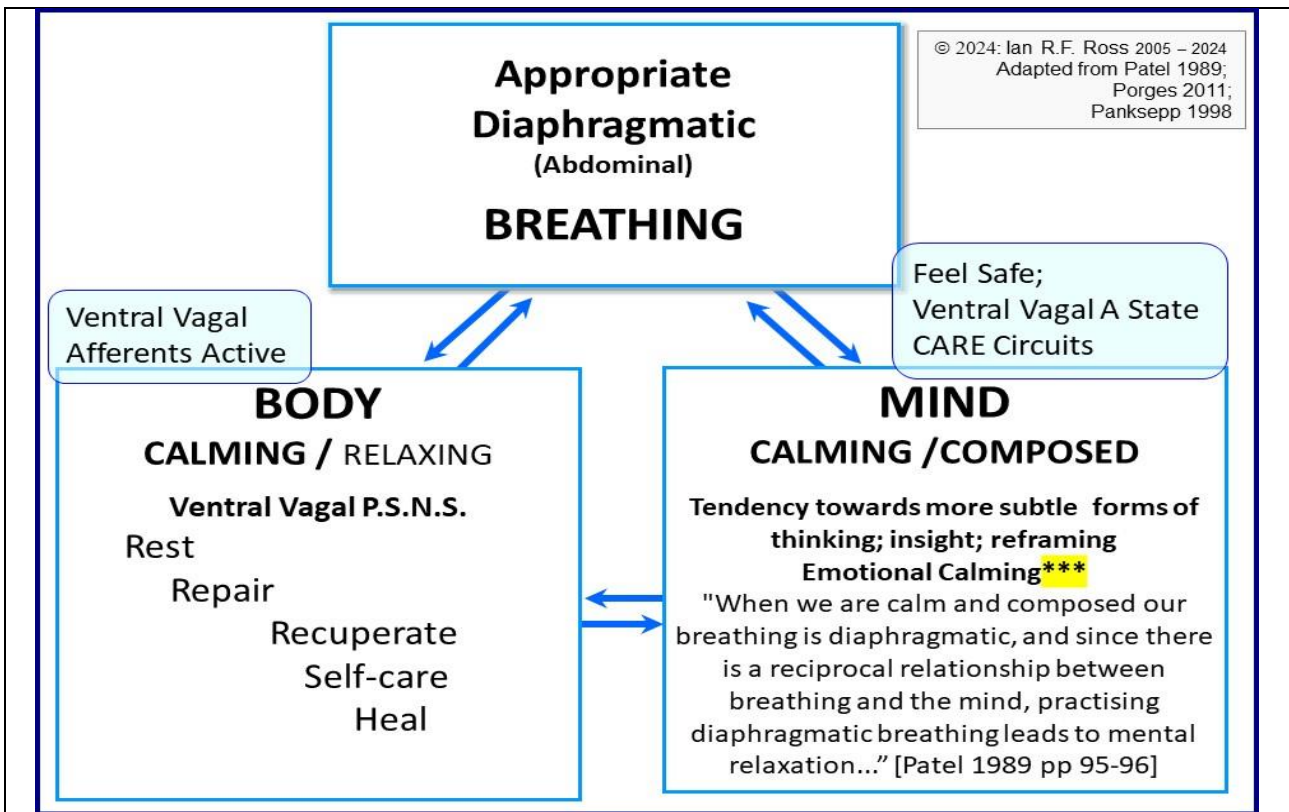 Appropriate
Diaphragmatic
(Abdominal)
BREATHING
© 2024: Ian R.F. Ross 2005 – 2024
Adapted from Patel 1989;
Porges 2011;
Panksepp 1998
Ventral Vagal
Afferents Active
Feel Safe;
Ventral Vagal A State
CARE Circuits
BODY
CALMING / RELAXING
Ventral Vagal P.S.N.S.
Rest
Repair
Recuperate
Self-care
Heal
MIND
CALMING /COMPOSED
Tendency towards more subtle forms of
thinking; insight; reframing
Emotional Calming***
"When we are calm and composed our
breathing is diaphragmatic, and since there
is a reciprocal relationship between
breathing and the mind, practising
diaphragmatic breathing leads to mental
relaxation...” [Patel 1989 pp 95-96]